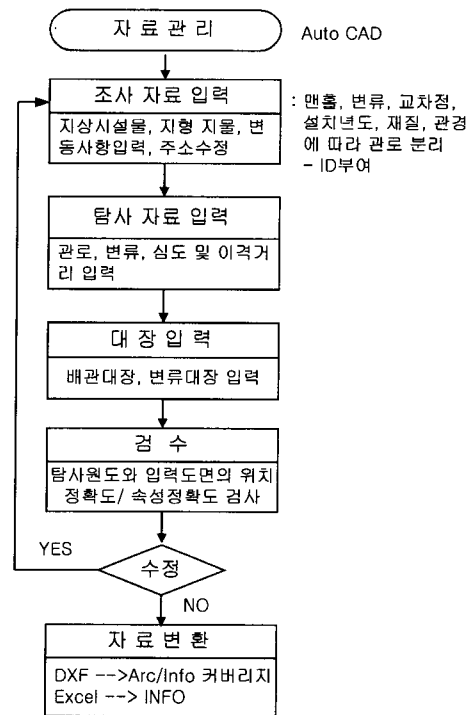 자 료 관 리
Auto CAD
조사 자료 입력
지상시설물, 지형 지물, 변
동사항입력, 주소수정
: 맨홀, 변류, 교차점,
설치년도, 재질, 관경
에 따라 관로 분리
- ID부여
탐사 자료 입력
관로, 변류, 심도 및 이격거
리 입력
대 장 입 력
배관대장, 변류대장 입력
검 수
탐사원도와 입력도면의 위치
정확도/ 속성정확도 검사
YES
수정
NO
자 료 변 환
DXF -->Arc/Info 커버리지
Excel --> INFO